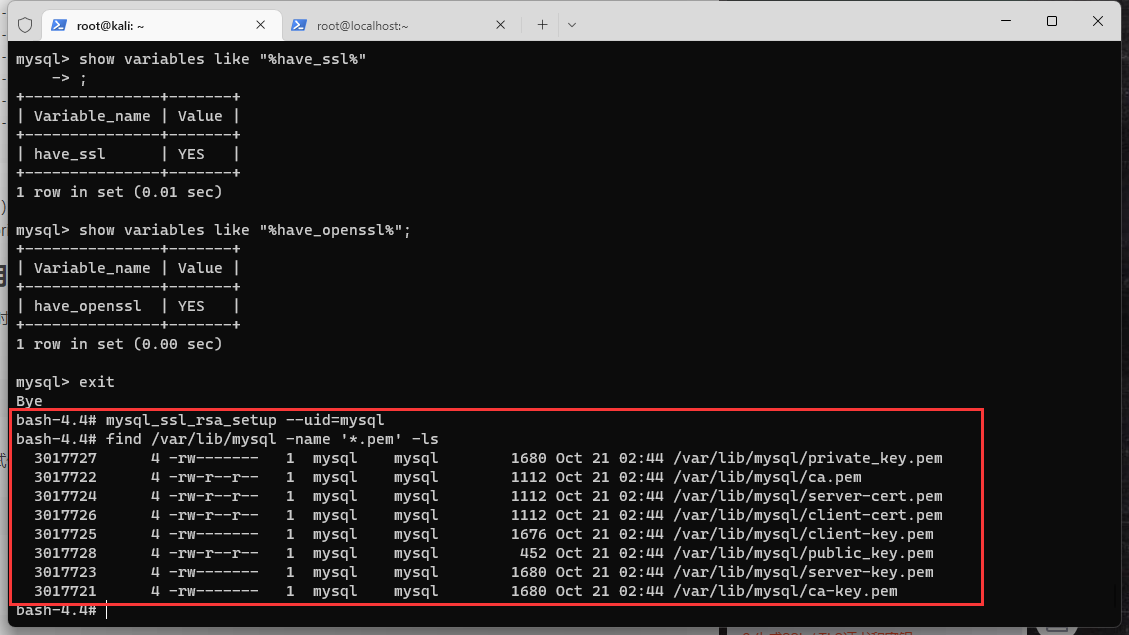 root@kali: ~
root@localhost:~
mysql> show variables like "%have_ssl%"
    -> ;
+---------------+-------+
| Variable_name | Value |
+---------------+-------+
| have_ssl      | YES   |
+---------------+-------+
1 row in set (0.01 sec)
mysql> show variables like "%have_openssl%";
+---------------+-------+
| Variable_name | Value |
+---------------+-------+
| have_openssl  | YES   |
+---------------+-------+
1 row in set (0.00 sec)
mysql> exit
Bye
bash-4.4# mysql_ssl_rsa_setup --uid=mysql
bash-4.4# find /var/lib/mysql -name '*.pem' -ls
  3017727      4 -rw-------   1  mysql    mysql        1680 Oct 21 02:44 /var/lib/mysql/private_key.pem
  3017722      4 -rw-r--r--   1  mysql    mysql        1112 Oct 21 02:44 /var/lib/mysql/ca.pem
  3017724      4 -rw-r--r--   1  mysql    mysql        1112 Oct 21 02:44 /var/lib/mysql/server-cert.pem
  3017726      4 -rw-r--r--   1  mysql    mysql        1112 Oct 21 02:44 /var/lib/mysql/client-cert.pem
  3017725      4 -rw-------   1  mysql    mysql        1676 Oct 21 02:44 /var/lib/mysql/client-key.pem
  3017728      4 -rw-r--r--   1  mysql    mysql         452 Oct 21 02:44 /var/lib/mysql/public_key.pem
  3017723      4 -rw-------   1  mysql    mysql        1680 Oct 21 02:44 /var/lib/mysql/server-key.pem
  3017721      4 -rw-------   1  mysql    mysql        1680 Oct 21 02:44 /var/lib/mysql/ca-key.pem
bash-4.4#